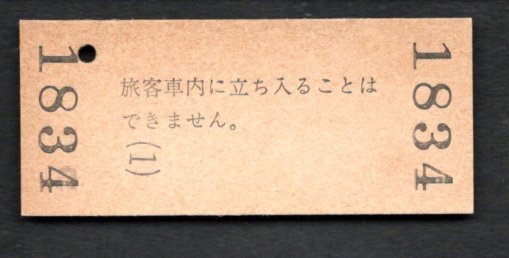 1834
旅客車内に立ち入ることは
できません。
(1)
1834